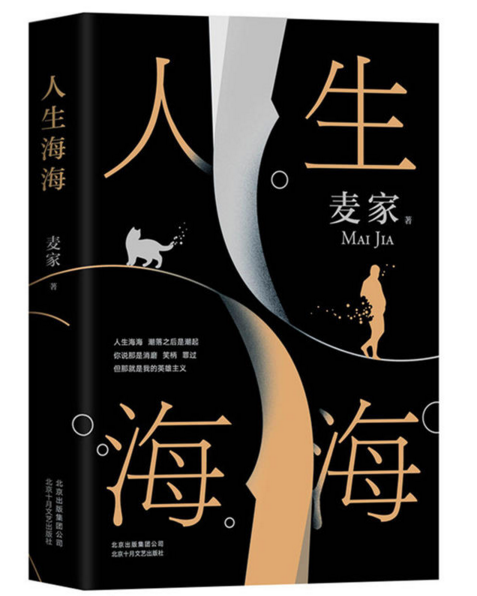 人生海海
麦家 著
北京出版集团公司
北京十月文艺出版社
人生
麦家 著
MAI JIA
人生海海 潮落之后是潮起
你说那是消磨 笑柄 罪过
但那就是我的英雄主义
海海
北京出版集团公司
北京十月文艺出版社